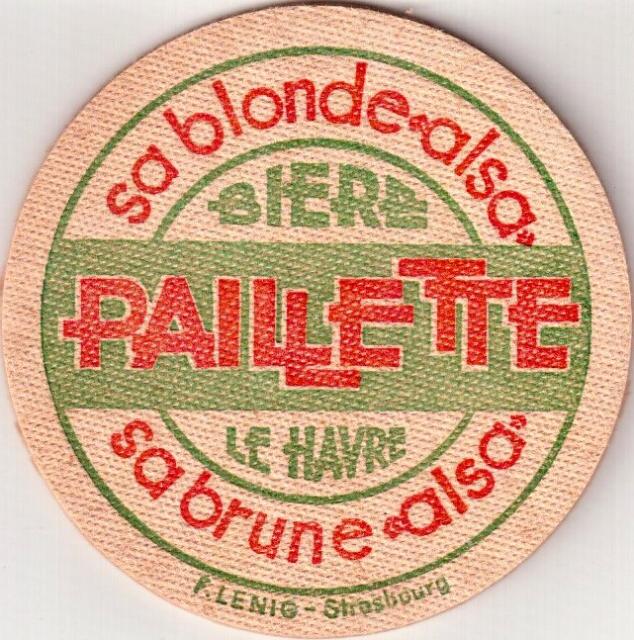 sa blonde «alsa»
BIERE
PAILLETTE
LE HAVRE
sa brune «alsa»
F. LENIG - Strasbourg